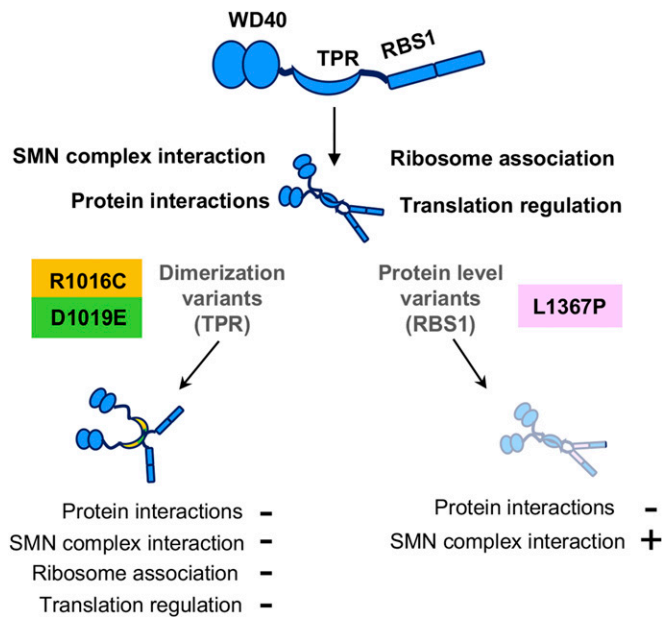 WD40
TPR
RBS1
SMN complex interaction
Ribosome association
Protein interactions
Translation regulation
R1016C
D1019E
Dimerization
variants
(TPR)
Protein level
variants
(RBS1)
L1367P
Protein interactions -
SMN complex interaction -
Ribosome association -
Translation regulation -
Protein interactions -
SMN complex interaction +